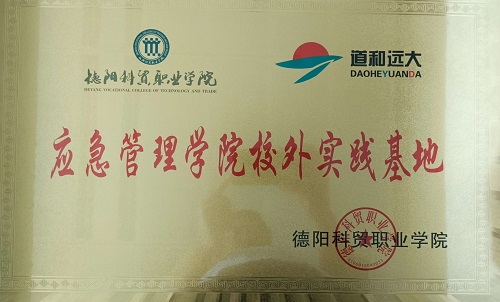 德阳科贸职业学院
DEYANG VOCATIONAL COLLEGE OF TECHNOLOGY AND TRADE
道和远大
DAOHEYUANDA
应急管理学院校外实践基地
德阳科贸职业学院